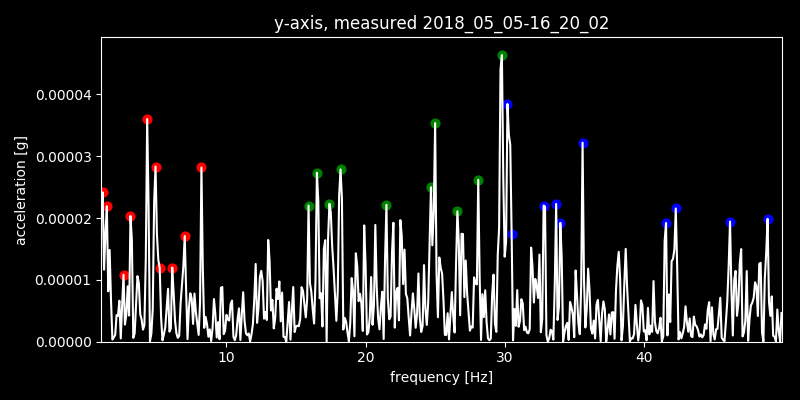 y-axis, measured 2018_05_05-16_20_02
0.00004
0.00003
0.00002
0.00001
0.00000
acceleration [g]
10 20 30 40
frequency [Hz]